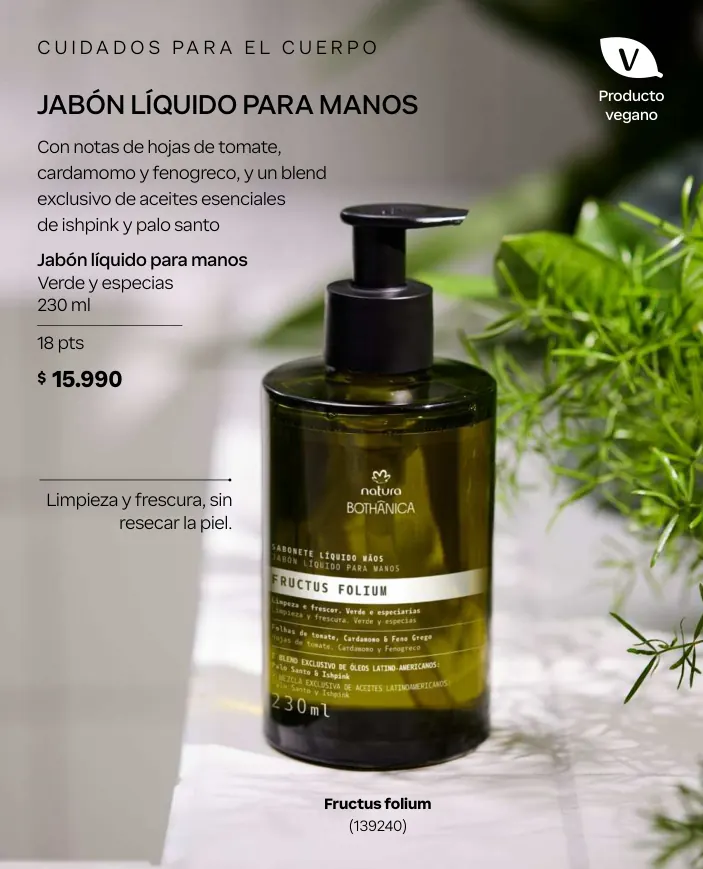 CUIDADOS PARA EL CUERPO
V
Producto
vegano
JABÓN LÍQUIDO PARA MANOS
Con notas de hojas de tomate,
cardamomo y fenogreco, y un blend
exclusivo de aceites esenciales
de ishpink y palo santo
Jabón líquido para manos
Verde y especias
230 ml
18 pts
$ 15.990
Limpieza y frescura, sin
resecar la piel.
natura
BOTHÂNICA
SABONETE LÍQUIDO MÃOS
JABÓN LÍQUIDO PARA MANOS
FRUCTUS FOLIUM
Limpeza e frescor. Verde e especiarias
Limpieza y frescura. Verde y especias
Folhas de tomate, Cardamomo & Feno Grego
Hojas de tomate, Cardamomo y Fenogreco
BLEND EXCLUSIVO DE ÓLEOS LATINO-AMERICANOS:
Palo Santo & Ishpink
MEZCLA EXCLUSIVA DE ACEITES LATINOAMERICANOS:
Palo Santo y Ishpink
230ml
Fructus folium
(139240)